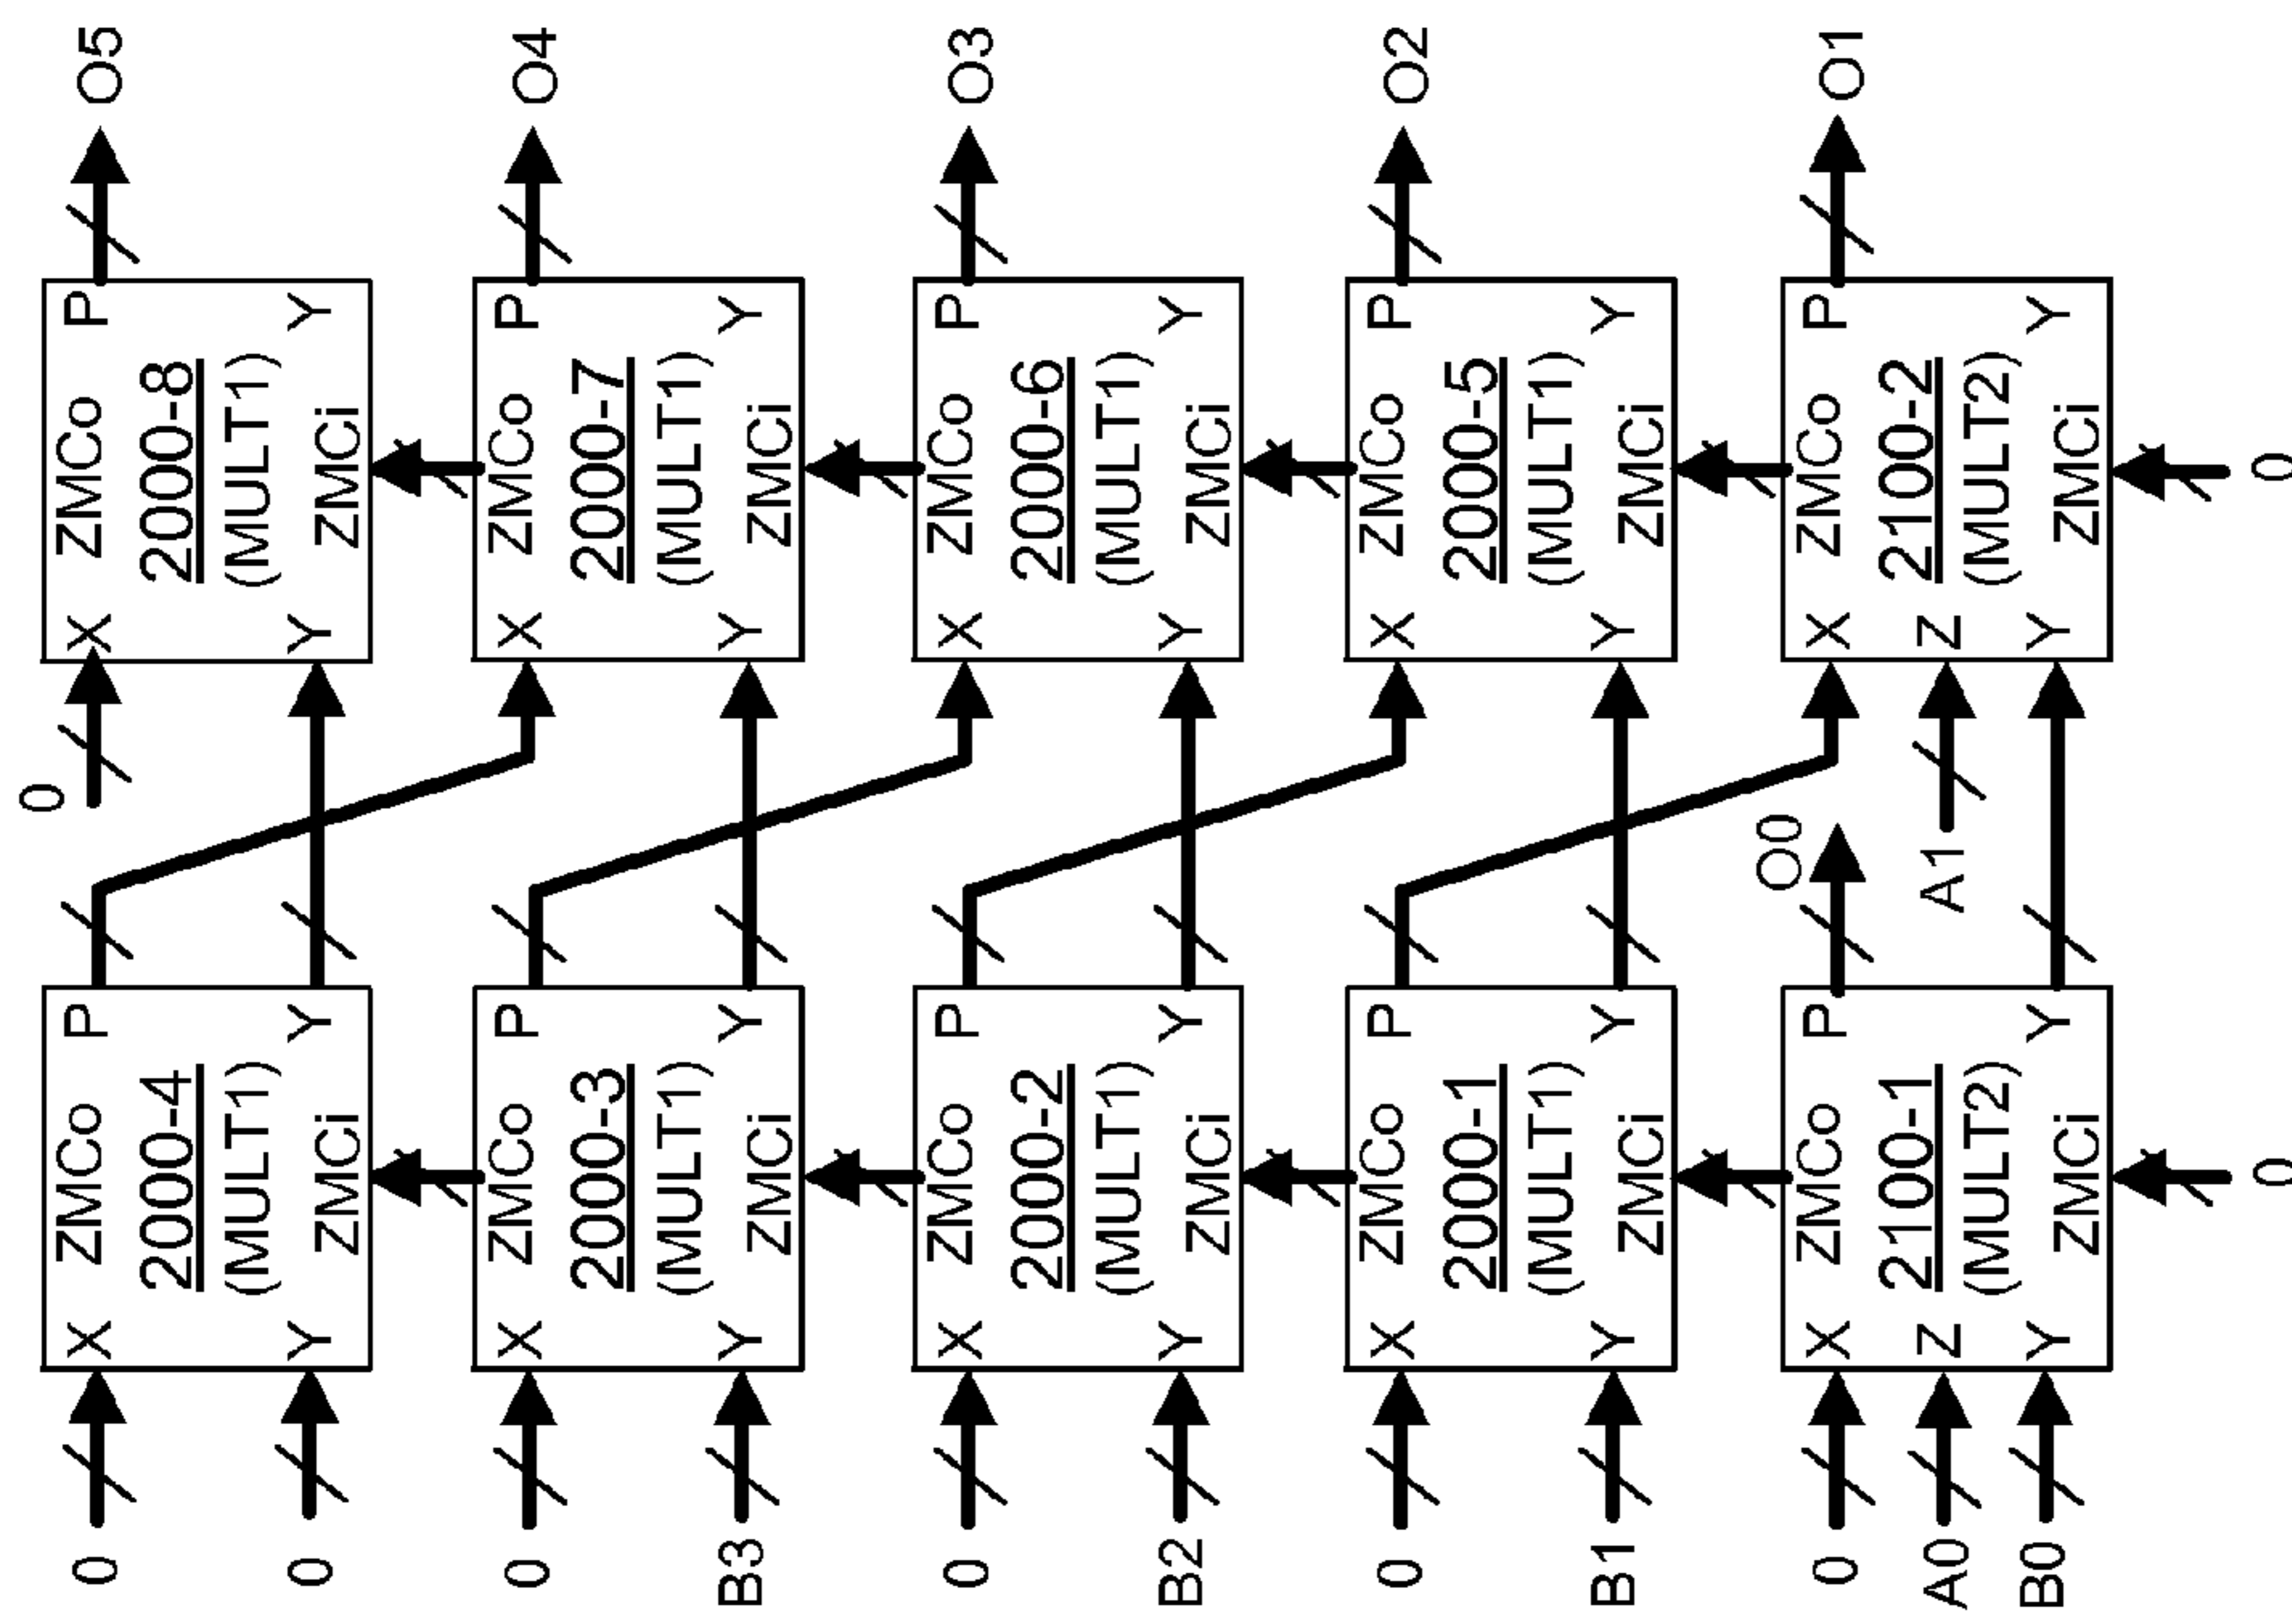 0
0 X ZMCo P X ZMCo P O5
2000-4 2000-8
(MULT1) (MULT1)
0 Y ZMCi Y Y ZMCi Y
0 X ZMCo P X ZMCo P O4
2000-3 2000-7
(MULT1) (MULT1)
B3 Y ZMCi Y Y ZMCi Y
0 X ZMCo P X ZMCo P O3
2000-2 2000-6
(MULT1) (MULT1)
B2 Y ZMCi Y Y ZMCi Y
0 X ZMCo P X ZMCo P O2
2000-1 2000-5
(MULT1) (MULT1)
B1 Y ZMCi Y Y ZMCi Y
O0
0 X ZMCo P X ZMCo P O1
A0 Z 2100-1 A1 Z 2100-2
(MULT2) (MULT2)
B0 Y ZMCi Y Y ZMCi Y
0 0